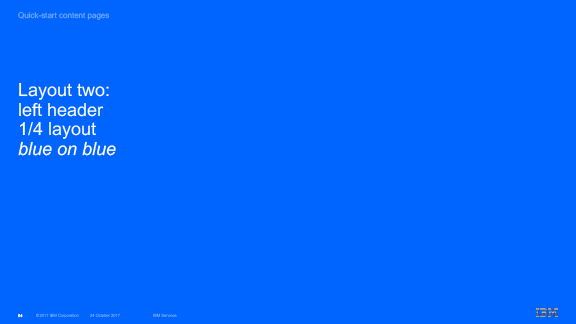 Quick-start content pages
Layout two:
left header
1/4 layout
blue on blue
64 ©2017 IBM Corporation 24 October 2017 IBM Services
IBM